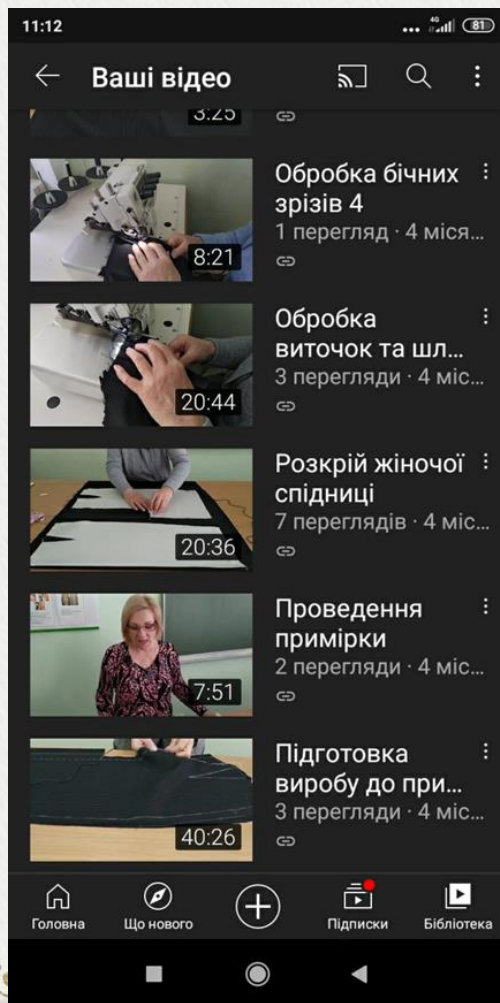 11:12
4G
81
Ваші відео
3:25
8:21
Обробка бічних
зрізів 4
1 перегляд · 4 міся...
20:44
Обробка
виточок та шл...
3 перегляди · 4 міс...
20:36
Розкрій жіночої
спідниці
7 переглядів · 4 міс...
7:51
Проведення
примірки
2 перегляди · 4 міс...
40:26
Підготовка
виробу до при...
3 перегляди · 4 міс...
Головна
Що нового
Підписки
Бібліотека